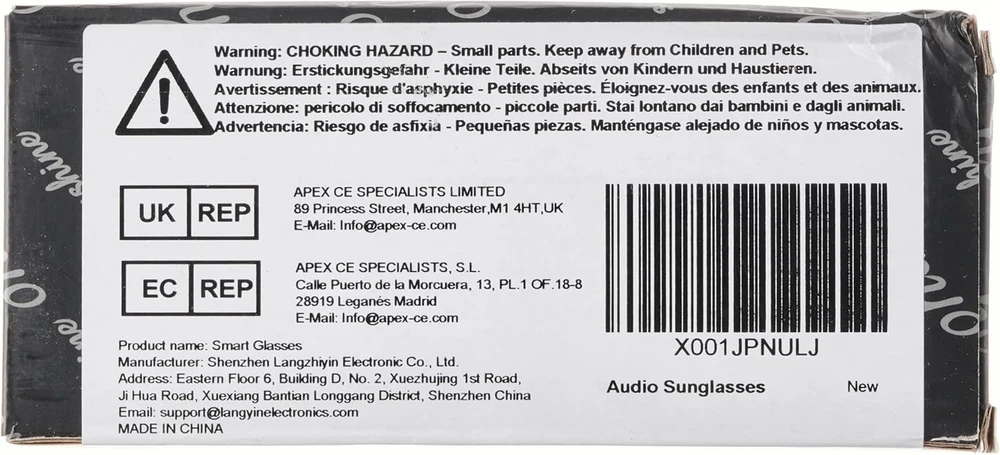 Warning: CHOKING HAZARD – Small parts. Keep away from Children and Pets.
Warnung: Erstickungsgefahr - Kleine Teile. Abseits von Kindern und Haustieren.
Avertissement : Risque d'asphyxie - Petites pièces. Éloignez-vous des enfants et des animaux.
Attenzione: pericolo di soffocamento - piccole parti. Stai lontano dai bambini e dagli animali.
Advertencia: Riesgo de asfixia - Pequeñas piezas. Manténgase alejado de niños y mascotas.
UK REP
APEX CE SPECIALISTS LIMITED
89 Princess Street, Manchester,M1 4HT,UK
E-Mail: Info@apex-ce.com
EC REP
APEX CE SPECIALISTS, S.L.
Calle Puerto de la Morcuera, 13, PL.1 OF.18-8
28919 Leganés Madrid
E-Mail: Info@apex-ce.com
X001JPNULJ
Audio Sunglasses New
Product name: Smart Glasses
Manufacturer: Shenzhen Langzhiyin Electronic Co., Ltd.
Address: Eastern Floor 6, Building D, No. 2, Xuezhujing 1st Road,
Ji Hua Road, Xuexiang Bantian Longgang District, Shenzhen China
Email: support@langyinelectronics.com
MADE IN CHINA
shine
shine
shine